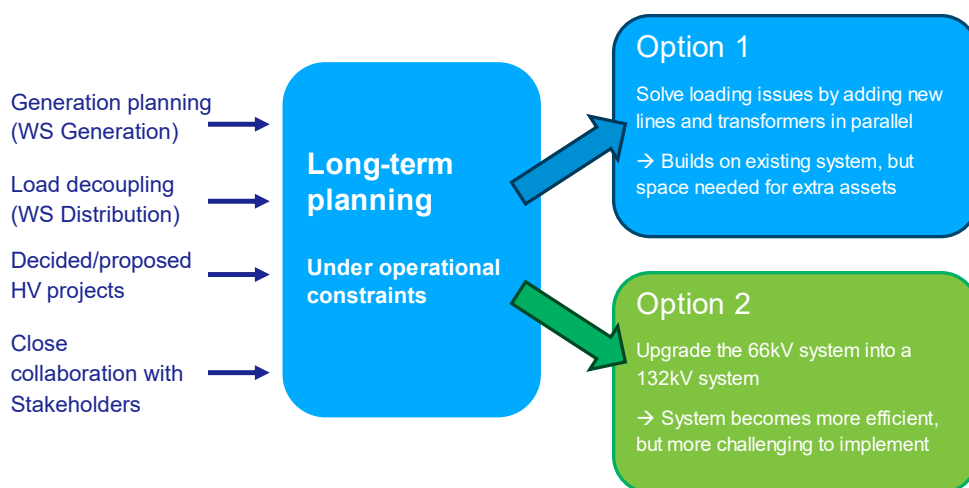 Generation planning
(WS Generation)
Load decoupling
(WS Distribution)
Decided/proposed
HV projects
Close
collaboration with
Stakeholders
Long-term
planning
Under operational
constraints
Option 1
Solve loading issues by adding new
lines and transformers in parallel
→ Builds on existing system, but
space needed for extra assets
Option 2
Upgrade the 66kV system into a
132kV system
→ System becomes more efficient,
but more challenging to implement